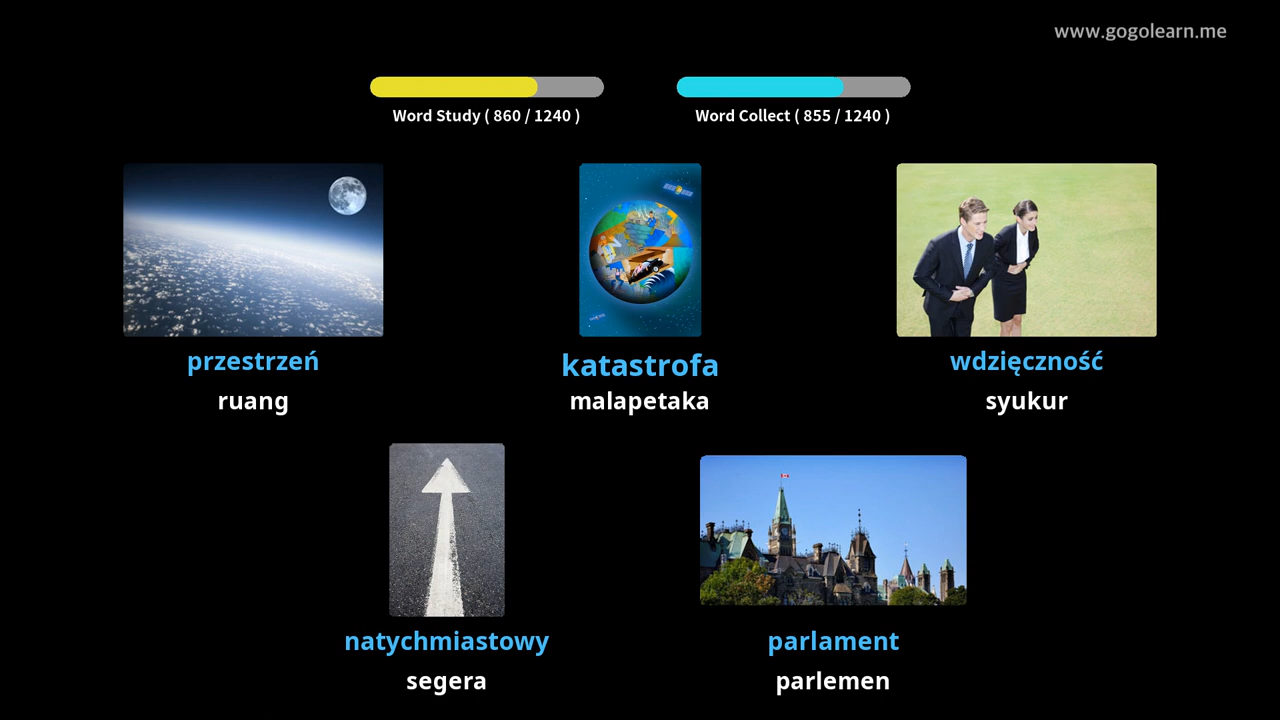 www.gogolearn.me
Word Study ( 860 / 1240 )
Word Collect ( 855 / 1240 )
przestrzeń
ruang
katastrofa
malapetaka
wdzięczność
syukur
natychmiastowy
segera
parlament
parlemen